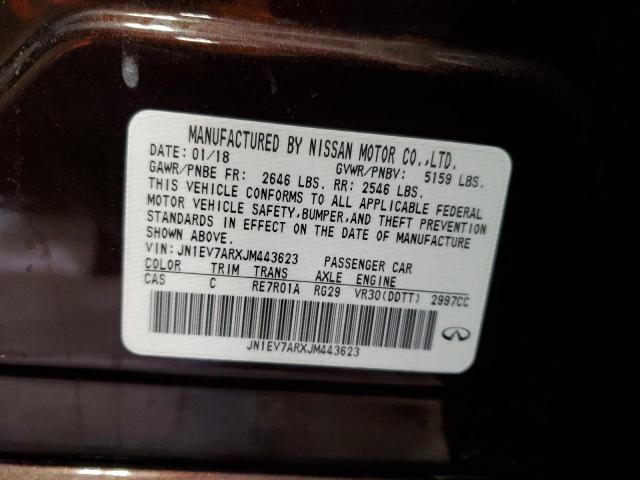 MANUFACTURED BY NISSAN MOTOR CO.,LTD.
DATE: 01/18 GVWR/PNBV: 5159 LBS.
GAWR/PNBE FR: 2646 LBS. RR: 2546 LBS.
THIS VEHICLE CONFORMS TO ALL APPLICABLE FEDERAL
MOTOR VEHICLE SAFETY,BUMPER,AND THEFT PREVENTION
STANDARDS IN EFFECT ON THE DATE OF MANUFACTURE
SHOWN ABOVE.
VIN: JN1EV7ARXJM443623 PASSENGER CAR
COLOR TRIM TRANS AXLE ENGINE
CAS C RE7R01A RG29 VR30(DDTT) 2997CC
JN1EV7ARXJM443623